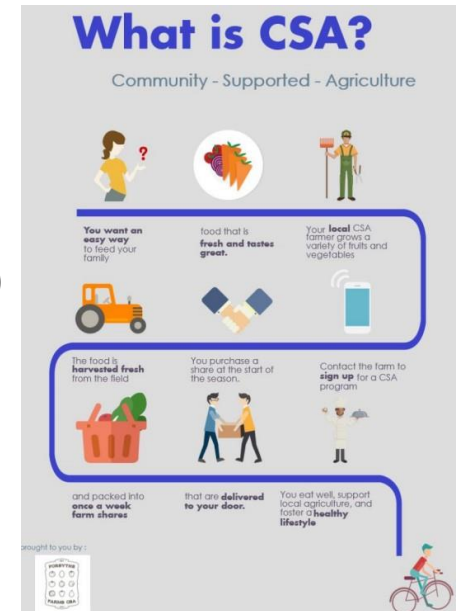 What is CSA?
Community - Supported - Agriculture
?
You want an
easy way
to feed your
family
food that is
fresh and tastes
great.
Your local CSA
farmer grows a
variety of fruits and
vegetables
Contact the farm to
sign up for a CSA
program
You purchase a
share at the start of
the season.
The food is
harvested fresh
from the field
and packed into
once a week
farm shares
that are delivered
to your door.
You eat well, support
local agriculture, and
foster a healthy
lifestyle
brought to you by :